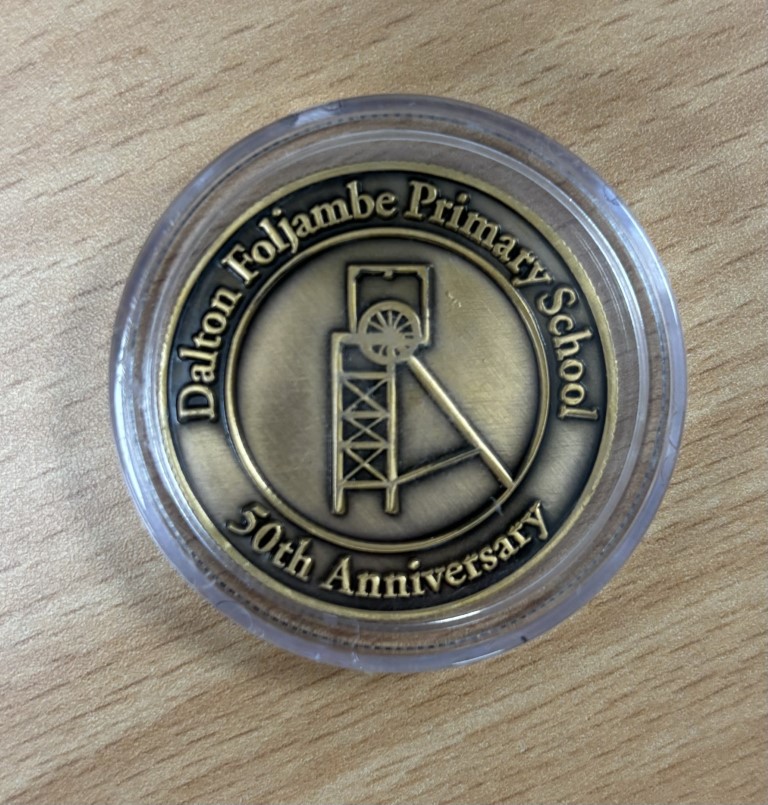 Dalton Foljambe Primary School
50th Anniversary